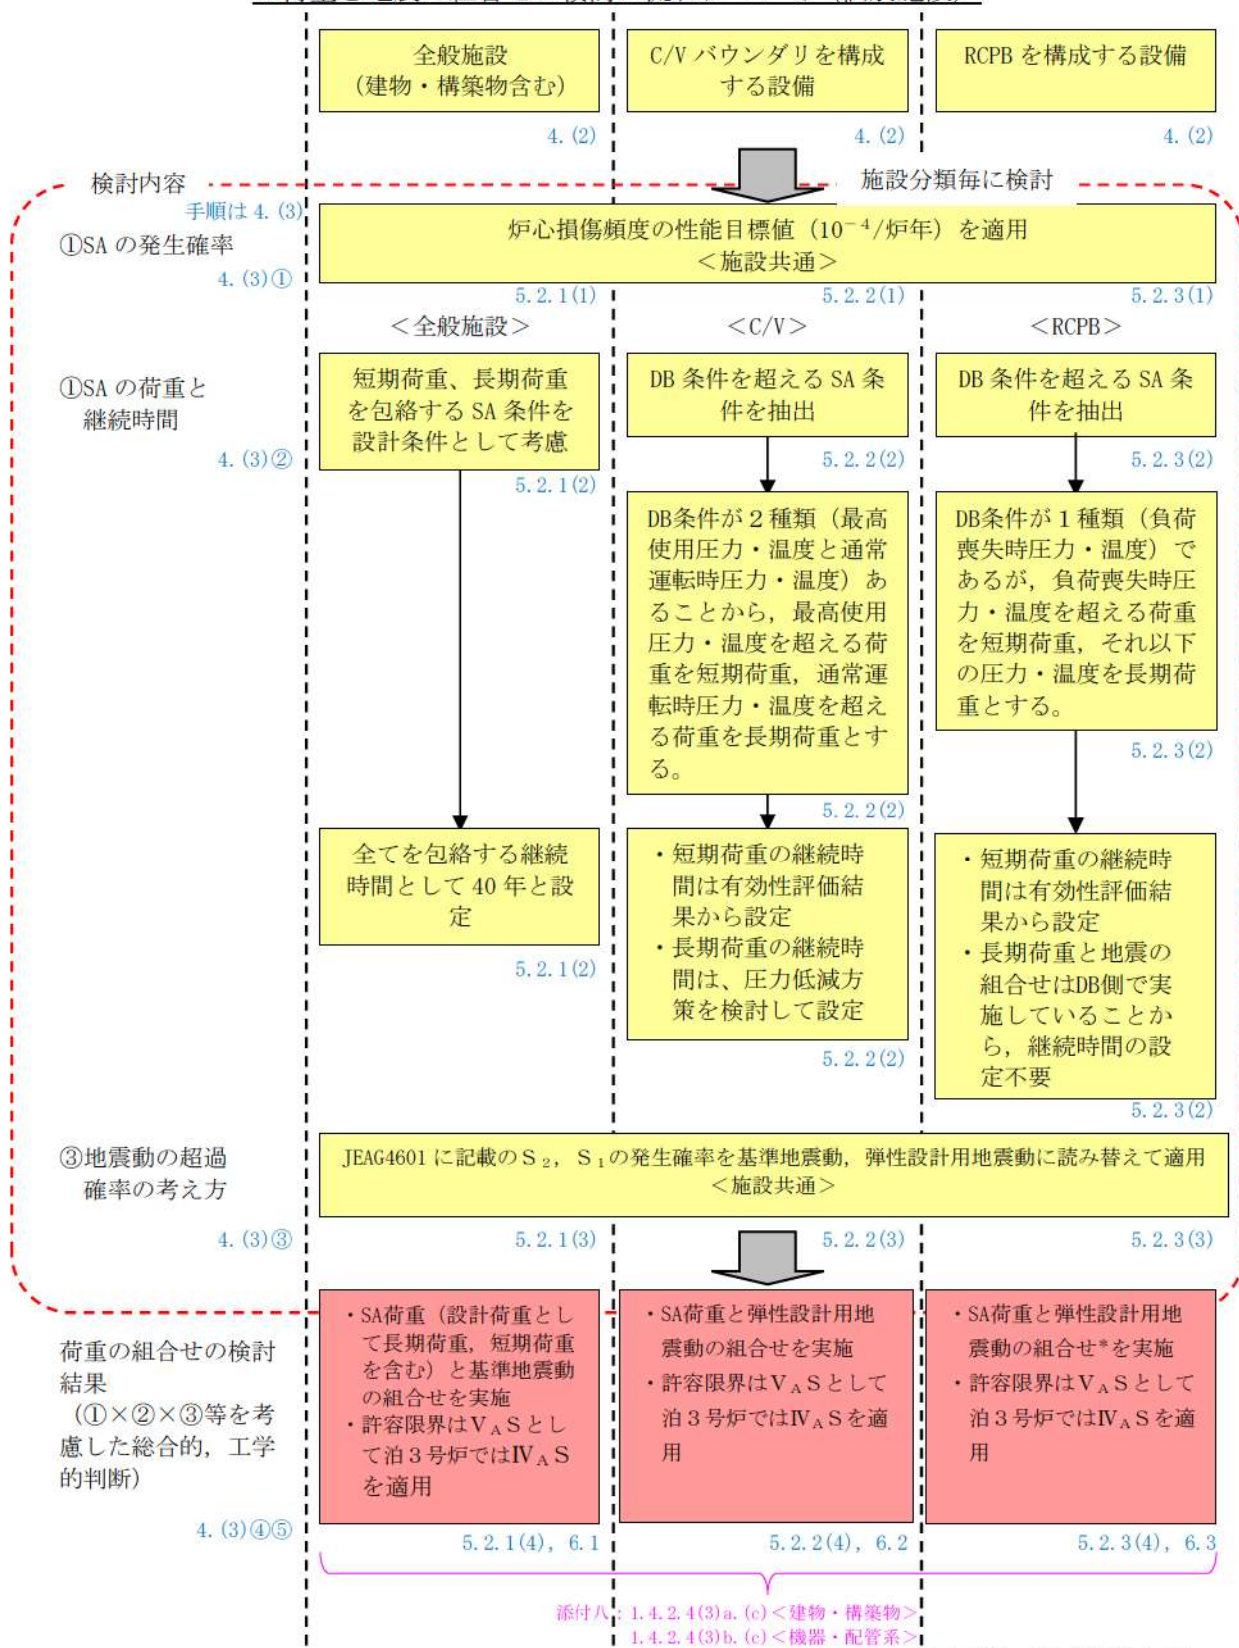 全般施設
(建物・構築物含む)
C/V バウンダリを構成
する設備
RCPB を構成する設備
4. (2)
4. (2)
4. (2)
検討内容
施設分類毎に検討
手順は 4. (3)
①SA の発生確率
4. (3)①
炉心損傷頻度の性能目標値（10⁻⁴/炉年）を適用
＜施設共通＞
5.2.1(1)
5.2.2(1)
5.2.3(1)
＜全般施設＞
＜C/V＞
＜RCPB＞
①SA の荷重と
継続時間
4. (3)②
短期荷重、長期荷重
を包絡する SA 条件を
設計条件として考慮
5.2.1(2)
DB 条件を超える SA 条
件を抽出
5.2.2(2)
DB 条件を超える SA 条
件を抽出
5.2.3(2)
DB条件が２種類（最高
使用圧力・温度と通常
運転時圧力・温度）あ
ることから，最高使用
圧力・温度を超える荷
重を短期荷重，通常運
転時圧力・温度を超え
る荷重を長期荷重とす
る。
5.2.2(2)
DB条件が１種類（負荷
喪失時圧力・温度）で
あるが，負荷喪失時圧
力・温度を超える荷重
を短期荷重，それ以下
の圧力・温度を長期荷
重とする。
5.2.3(2)
全てを包絡する継続
時間として 40 年と設
定
5.2.1(2)
・短期荷重の継続時
間は有効性評価結
果から設定
・長期荷重の継続時
間は、圧力低減方
策を検討して設定
5.2.2(2)
・短期荷重の継続時
間は有効性評価結
果から設定
・長期荷重と地震の
組合せはDB側で実
施していることか
ら，継続時間の設
定不要
5.2.3(2)
③地震動の超過
確率の考え方
4. (3)③
JEAG4601 に記載のＳ₂，Ｓ₁の発生確率を基準地震動，弾性設計用地震動に読み替えて適用
＜施設共通＞
5.2.1(3)
5.2.2(3)
5.2.3(3)
荷重の組合せの検討
結果
（①×②×③等を考
慮した総合的，工学
的判断）
4. (3)④⑤
・SA荷重（設計荷重とし
て長期荷重，短期荷重
を含む）と基準地震動
の組合せを実施
・許容限界はⅤ_AＳとし
て泊３号炉ではⅣ_AＳ
を適用
5.2.1(4), 6.1
・SA荷重と弾性設計用地
震動の組合せを実施
・許容限界はⅤ_AＳとして
泊３号炉ではⅣ_AＳを適
用
5.2.2(4), 6.2
・SA荷重と弾性設計用地
震動の組合せ*を実施
・許容限界はⅤ_AＳとして
泊３号炉ではⅣ_AＳを適
用
5.2.3(4), 6.3
添付八：1.4.2.4(3)a.(c)＜建物・構築物＞
1.4.2.4(3)b.(c)＜機器・配管系＞